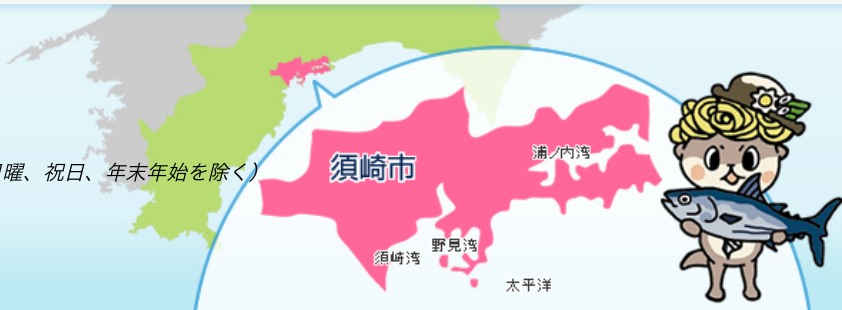 曜、祝日、年末年始を除く）
須崎市
浦ノ内湾
野見湾
須崎湾
太平洋